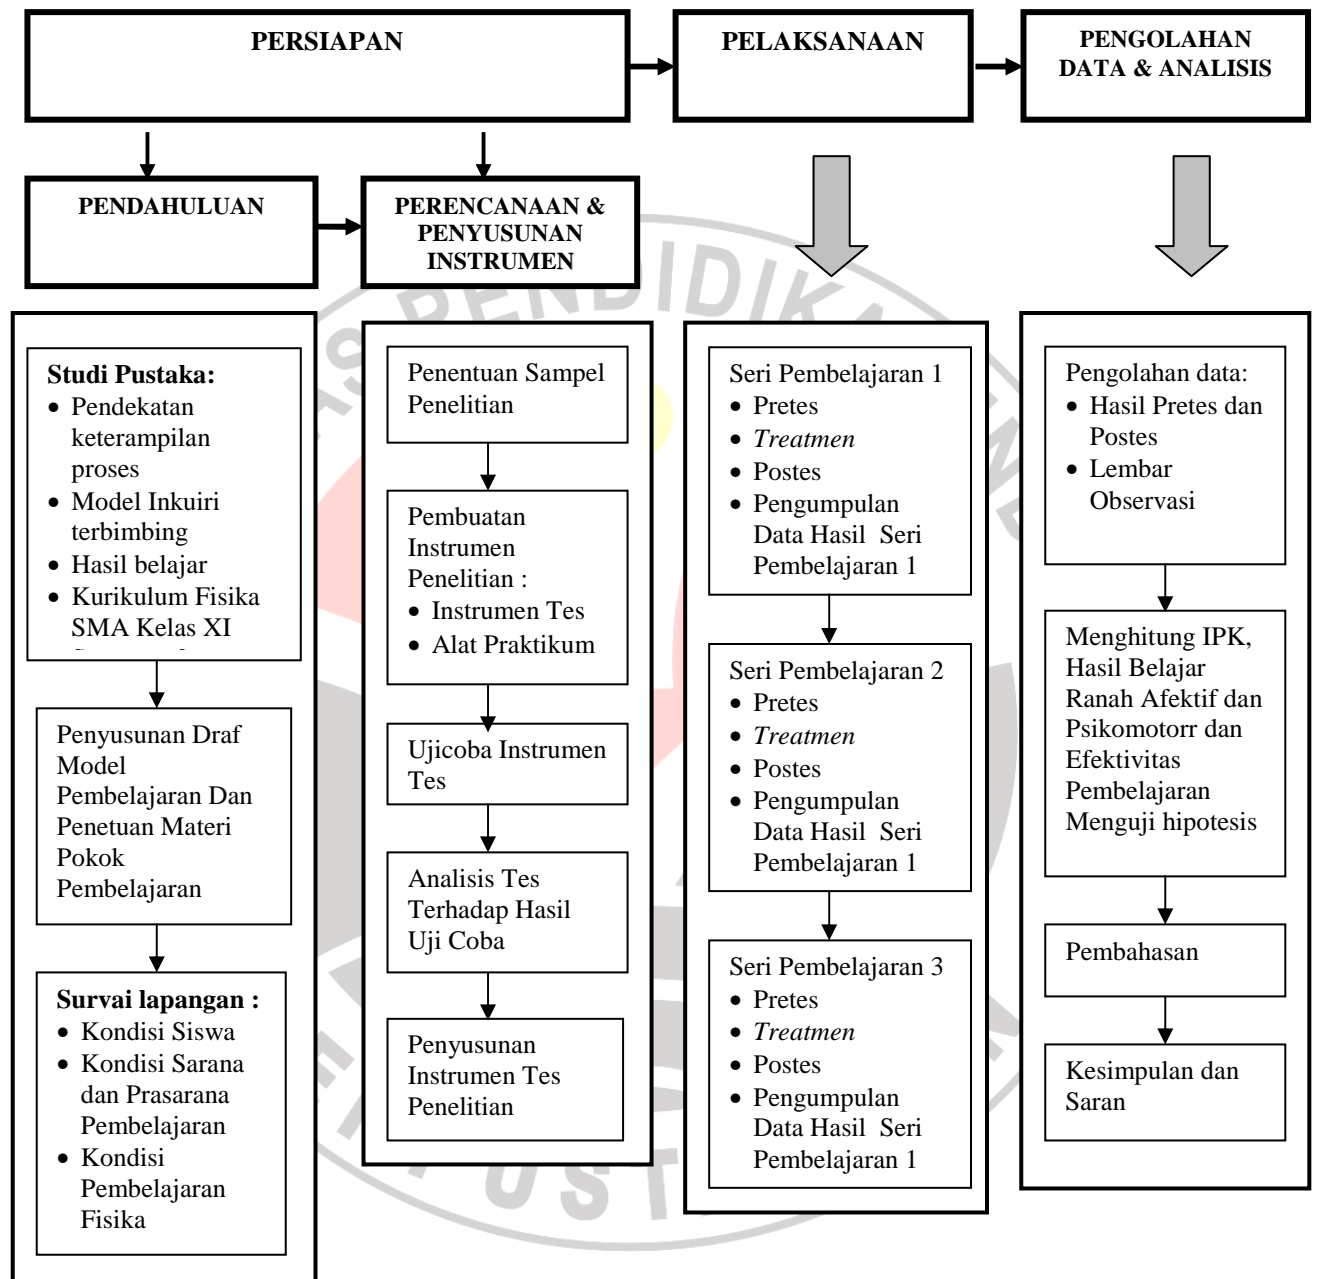 PERSIAPAN
PELAKSANAAN
PENGOLAHAN
DATA & ANALISIS
PENDAHULUAN
PERENCANAAN &
PENYUSUNAN
INSTRUMEN
Studi Pustaka:
• Pendekatan
keterampilan
proses
• Model Inkuiri
terbimbing
• Hasil belajar
• Kurikulum Fisika
SMA Kelas XI
Penyusunan Draf
Model
Pembelajaran Dan
Penetuan Materi
Pokok
Pembelajaran
Survai lapangan :
• Kondisi Siswa
• Kondisi Sarana
dan Prasarana
Pembelajaran
• Kondisi
Pembelajaran
Fisika
Penentuan Sampel
Penelitian
Pembuatan
Instrumen
Penelitian :
• Instrumen Tes
• Alat Praktikum
Ujicoba Instrumen
Tes
Analisis Tes
Terhadap Hasil
Uji Coba
Penyusunan
Instrumen Tes
Penelitian
Seri Pembelajaran 1
• Pretes
• Treatmen
• Postes
• Pengumpulan
Data Hasil  Seri
Pembelajaran 1
Seri Pembelajaran 2
• Pretes
• Treatmen
• Postes
• Pengumpulan
Data Hasil  Seri
Pembelajaran 1
Seri Pembelajaran 3
• Pretes
• Treatmen
• Postes
• Pengumpulan
Data Hasil  Seri
Pembelajaran 1
Pengolahan data:
• Hasil Pretes dan
Postes
• Lembar
Observasi
Menghitung IPK,
Hasil Belajar
Ranah Afektif dan
Psikomotorr dan
Efektivitas
Pembelajaran
Menguji hipotesis
Pembahasan
Kesimpulan dan
Saran